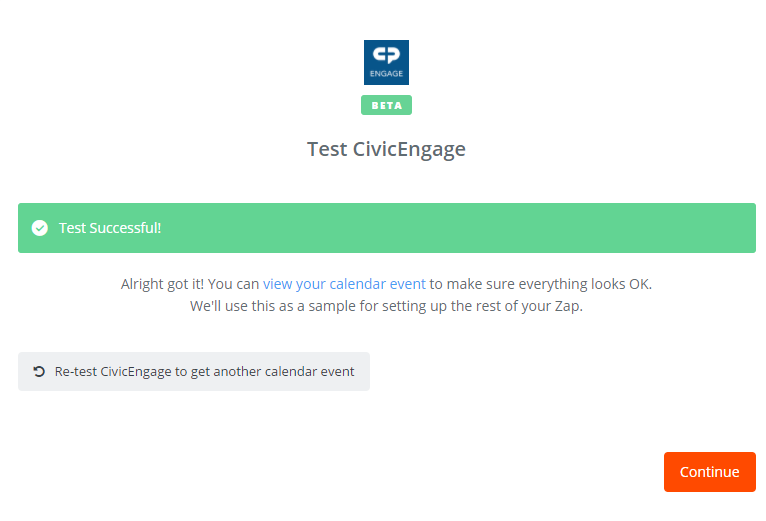 CP
ENGAGE
BETA
Test CivicEngage
Test Successful!
Alright got it! You can view your calendar event to make sure everything looks OK.
We'll use this as a sample for setting up the rest of your Zap.
Re-test CivicEngage to get another calendar event
Continue